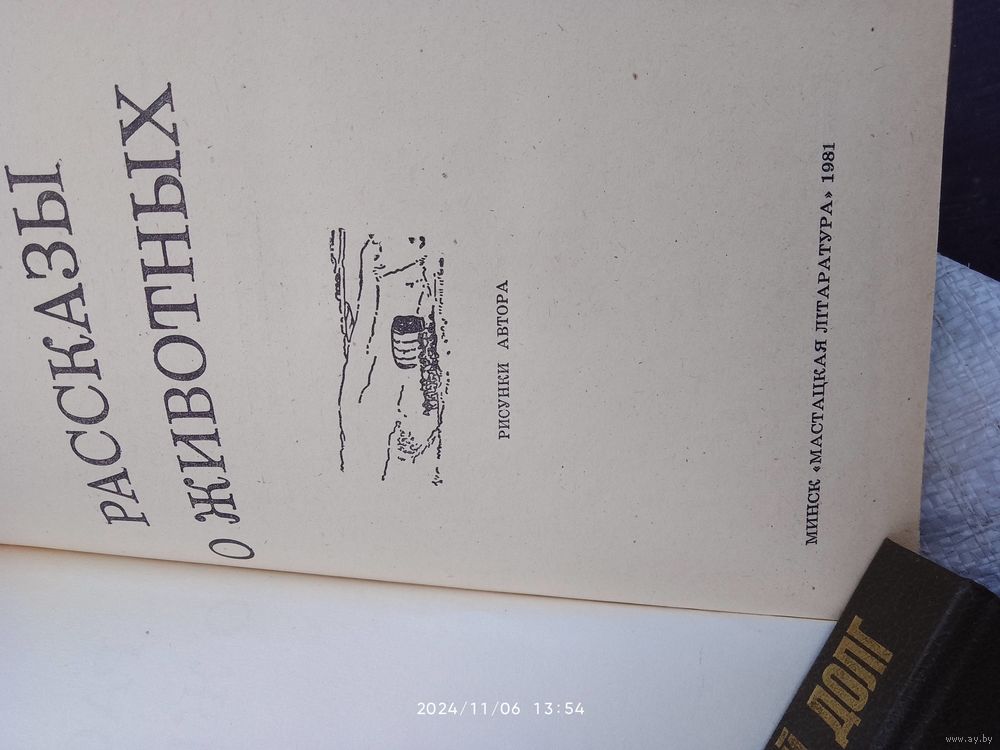 РАССКАЗЫ
О ЖИВОТНЫХ
РИСУНКИ АВТОРА
МИНСК «МАСТАЦКАЯ ЛІТАРАТУРА» 1981
Й ДОЛГ
2024/11/06 13:54
www.ay.by